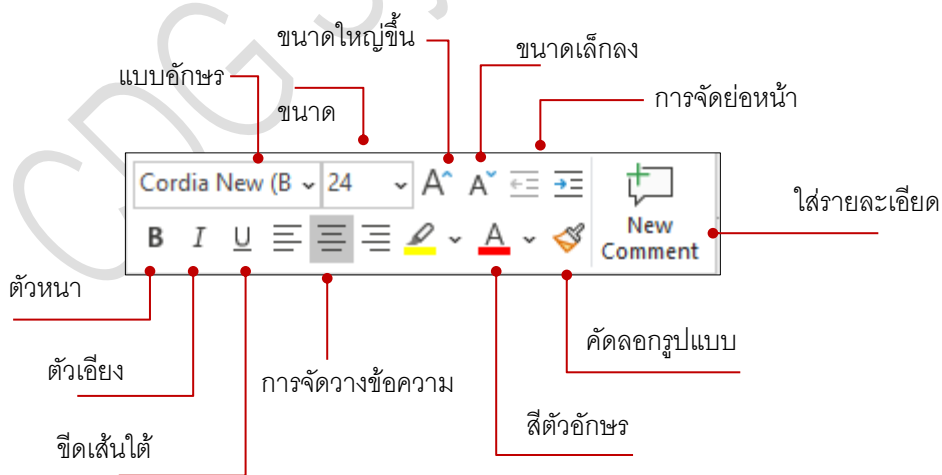 CDG Sy
ขนาดใหญ่ขึ้น
ขนาดเล็กลง
แบบอักษร
ขนาด
การจัดย่อหน้า
Cordia New (B
24
A
A
ใส่รายละเอียด
B I U
A
New
Comment
ตัวหนา
คัดลอกรูปแบบ
ตัวเอียง
การจัดวางข้อความ
สีตัวอักษร
ขีดเส้นใต้